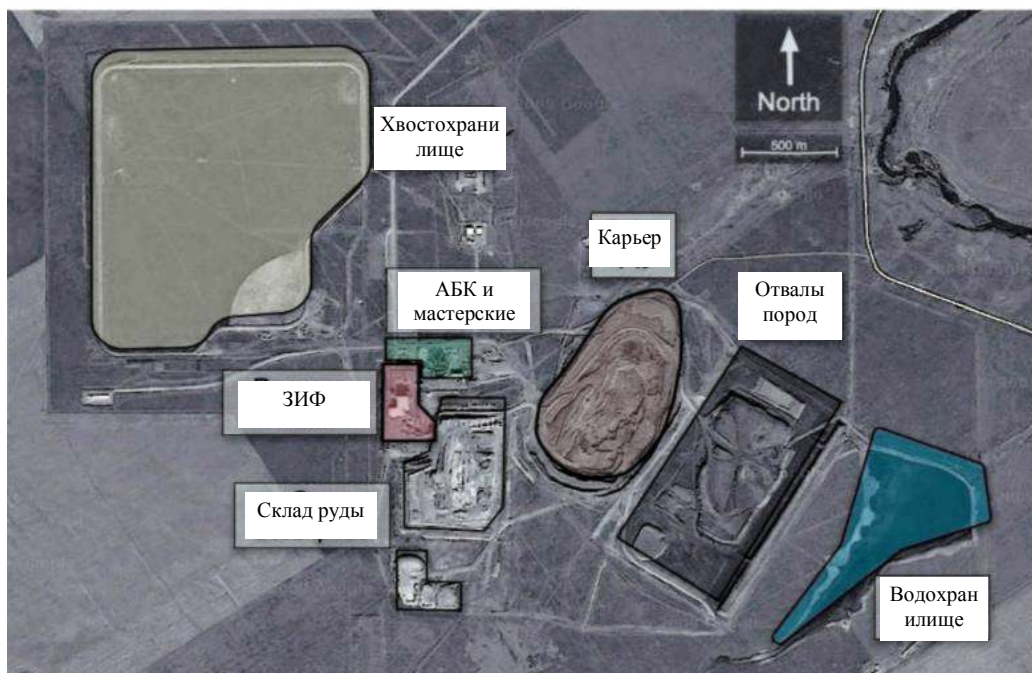 North
500 m
Хвостохрани
лище
Карьер
Отвалы
пород
АБК и
мастерские
ЗИФ
Склад руды
Водохран
илище